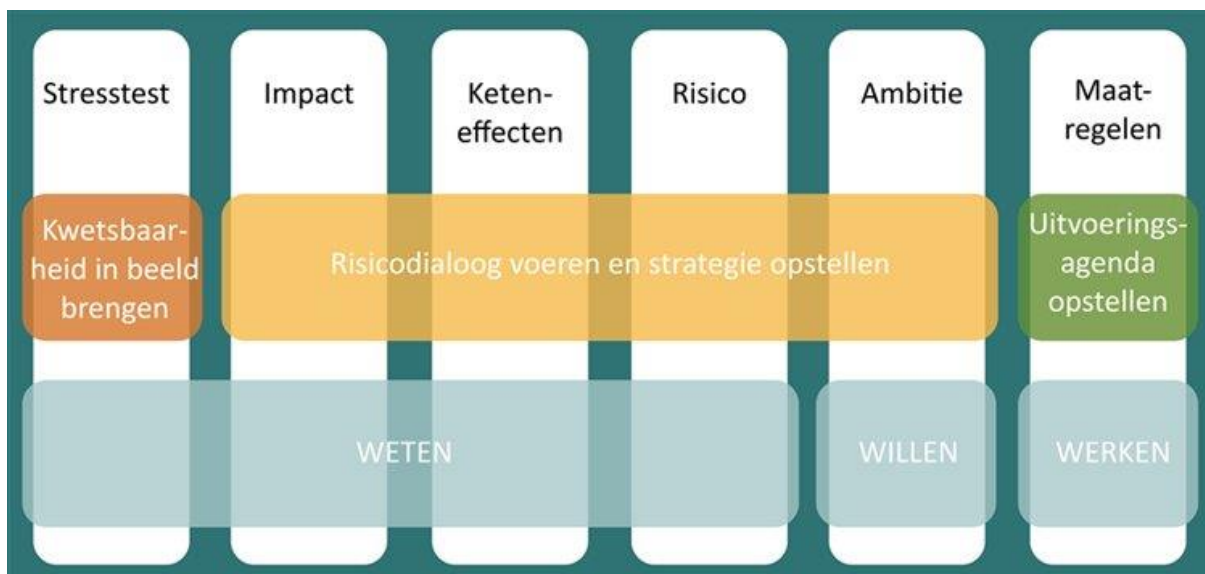 Stresstest
Impact
Keten-
effecten
Risico
Ambitie
Maat-
regelen
Kwetsbaar-
heid in beeld
brengen
Risicodialoog voeren en strategie opstellen
Uitvoerings-
agenda
opstellen
WETEN
WILLEN
WERKEN